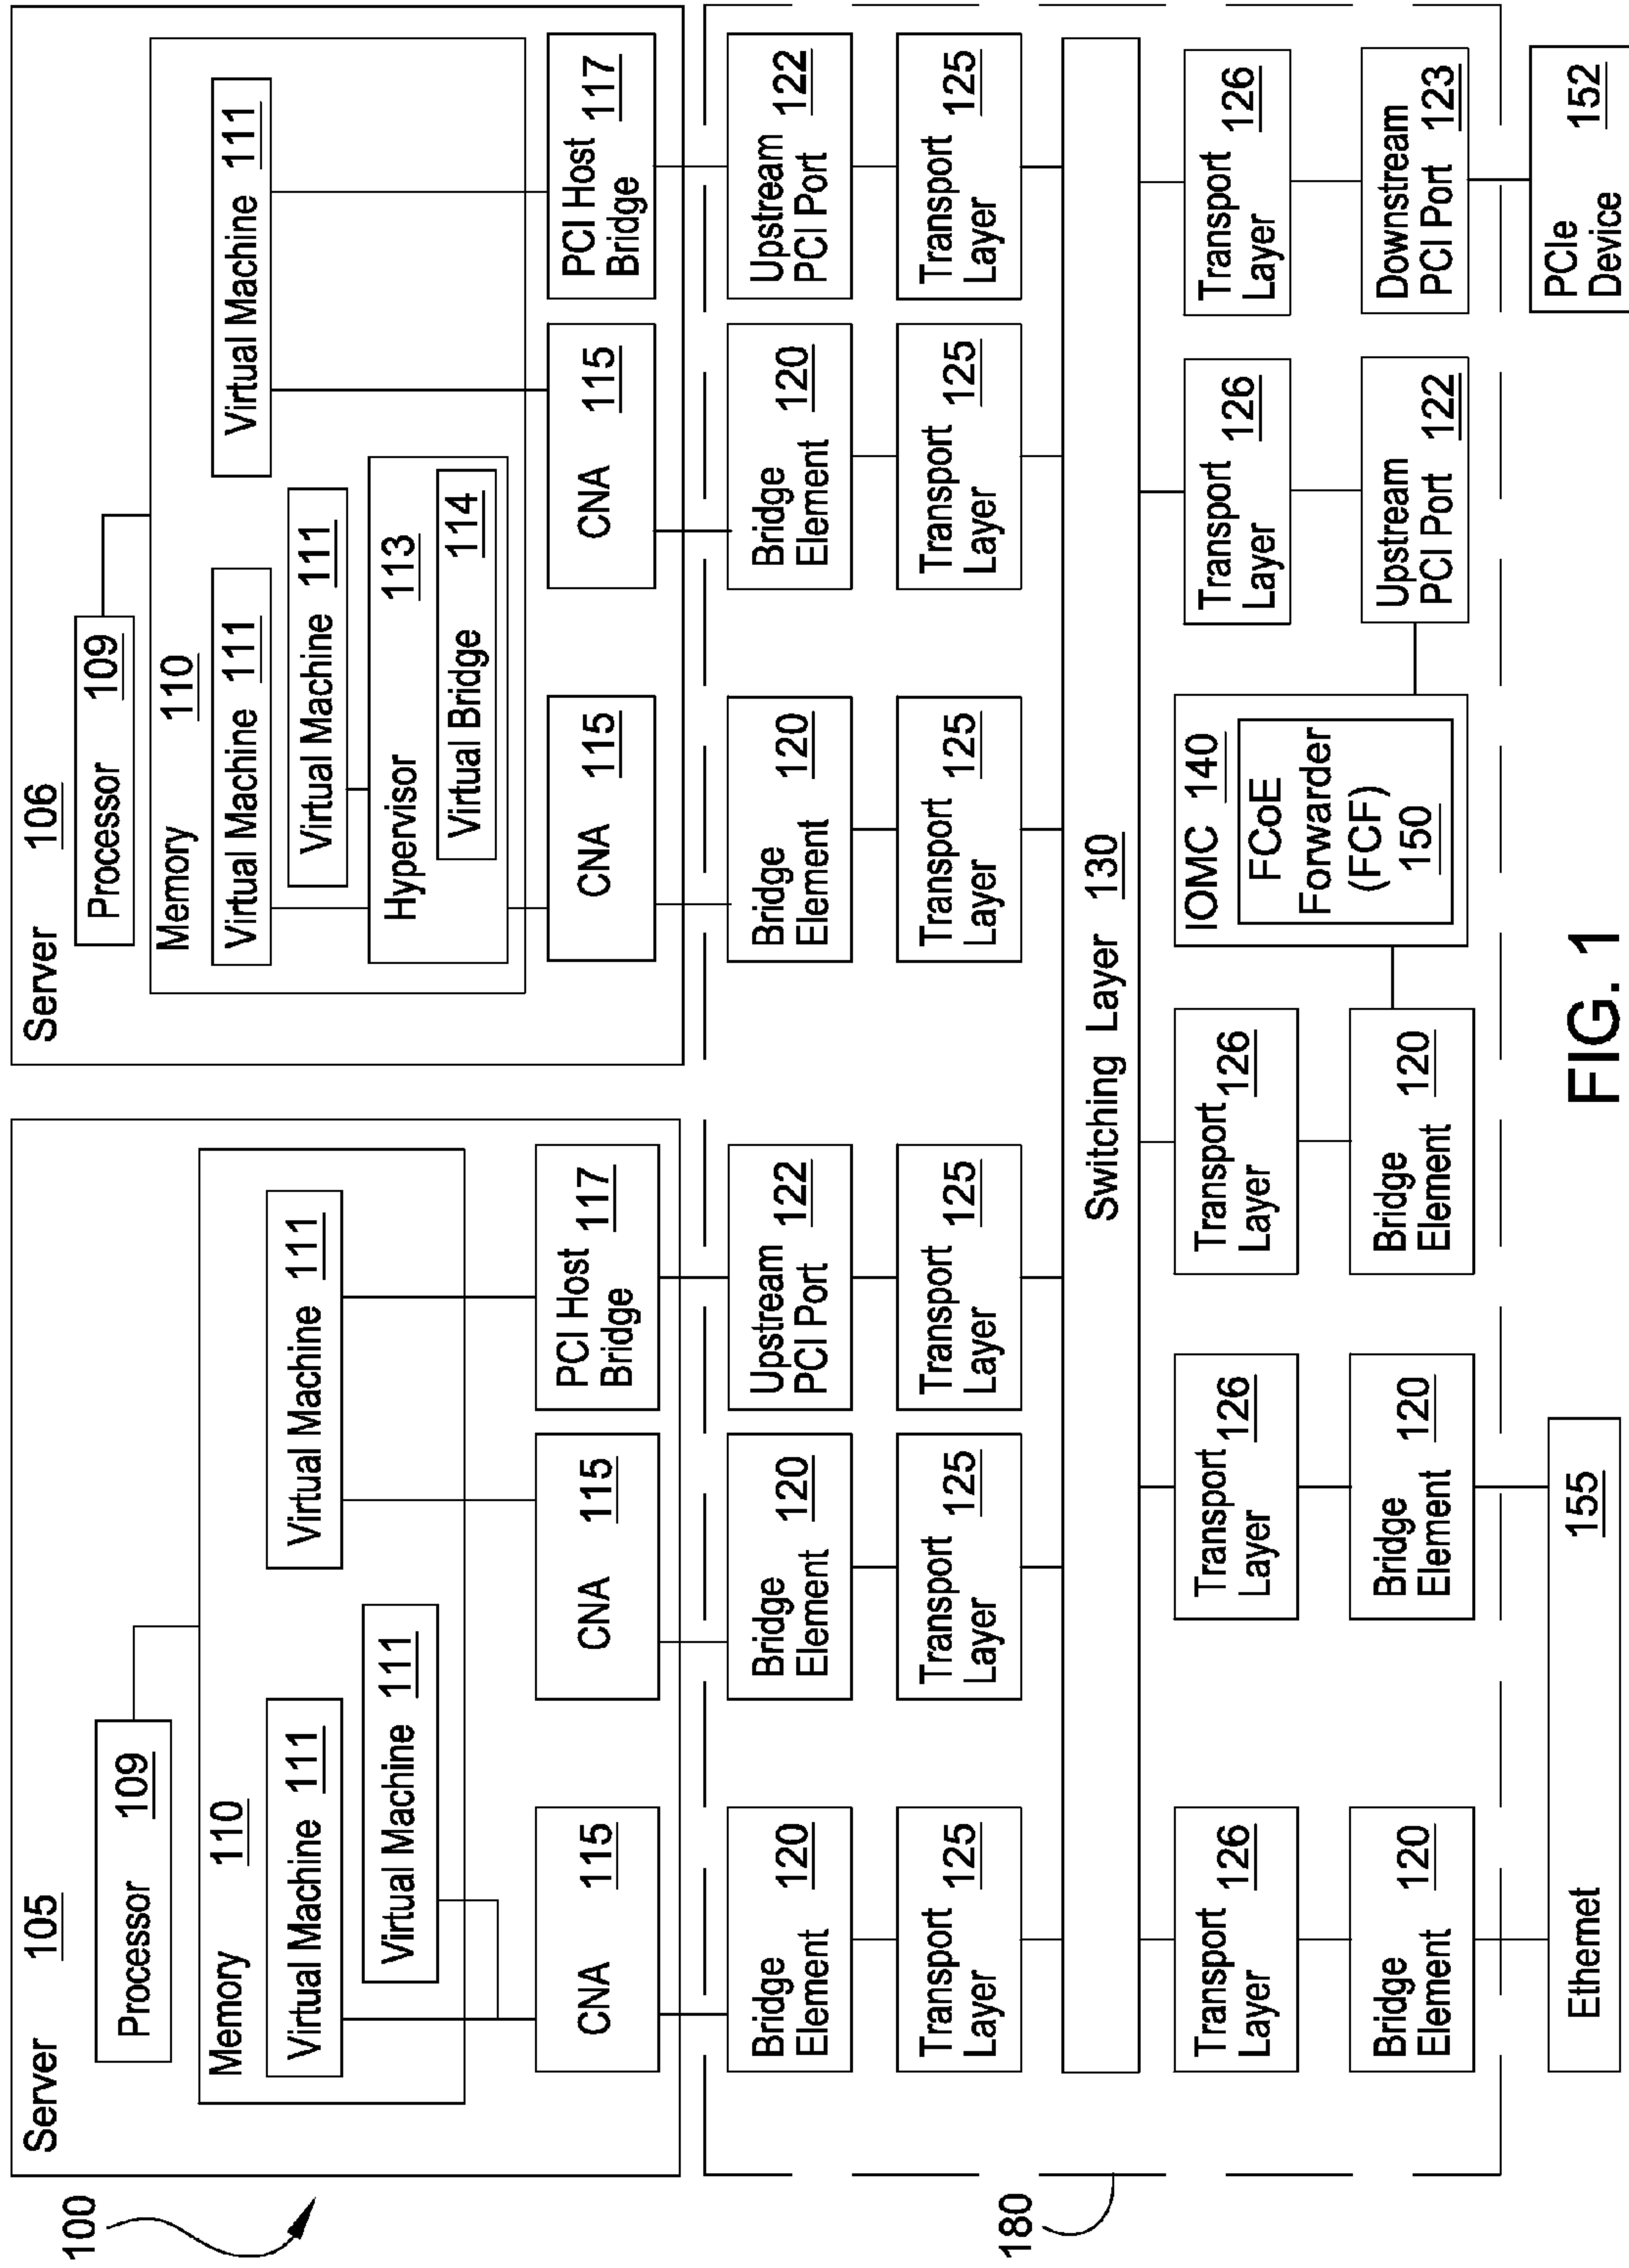 100
Server 105
Processor 109
Memory 110
Virtual Machine 111
Virtual Machine 111
Virtual Machine 111
CNA 115
CNA 115
PCI Host
Bridge 117
Server 106
Processor 109
Memory 110
Virtual Machine 111
Virtual Machine 111
Virtual Machine 111
Hypervisor 113
Virtual Bridge 114
CNA 115
CNA 115
PCI Host
Bridge 117
180
Bridge
Element 120
Bridge
Element 120
Upstream
PCI Port 122
Bridge
Element 120
Bridge
Element 120
Upstream
PCI Port 122
Transport
Layer 125
Transport
Layer 125
Transport
Layer 125
Transport
Layer 125
Transport
Layer 125
Transport
Layer 125
Switching Layer 130
Transport
Layer 126
Transport
Layer 126
Transport
Layer 126
IOMC 140
FCoE
Forwarder
(FCF)
150
Transport
Layer 126
Transport
Layer 126
Bridge
Element 120
Bridge
Element 120
Bridge
Element 120
Upstream
PCI Port 122
Downstream
PCI Port 123
Ethernet 155
PCIe
Device 152
FIG. 1